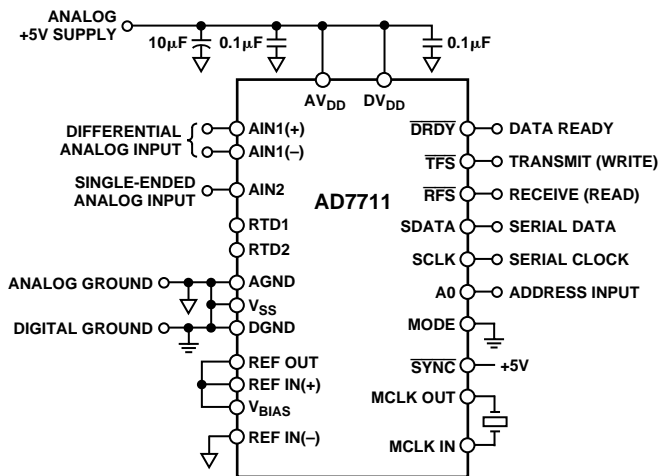 ANALOG
+5V SUPPLY
10µF
0.1µF
0.1µF
AVDD
DVDD
DIFFERENTIAL
ANALOG INPUT
AIN1(+)
AIN1(–)
SINGLE-ENDED
ANALOG INPUT
AIN2
RTD1
RTD2
ANALOG GROUND
AGND
VSS
DIGITAL GROUND
DGND
REF OUT
REF IN(+)
VBIAS
REF IN(–)
AD7711
DRDY
DATA READY
TFS
TRANSMIT (WRITE)
RFS
RECEIVE (READ)
SDATA
SERIAL DATA
SCLK
SERIAL CLOCK
A0
ADDRESS INPUT
MODE
SYNC
+5V
MCLK OUT
MCLK IN